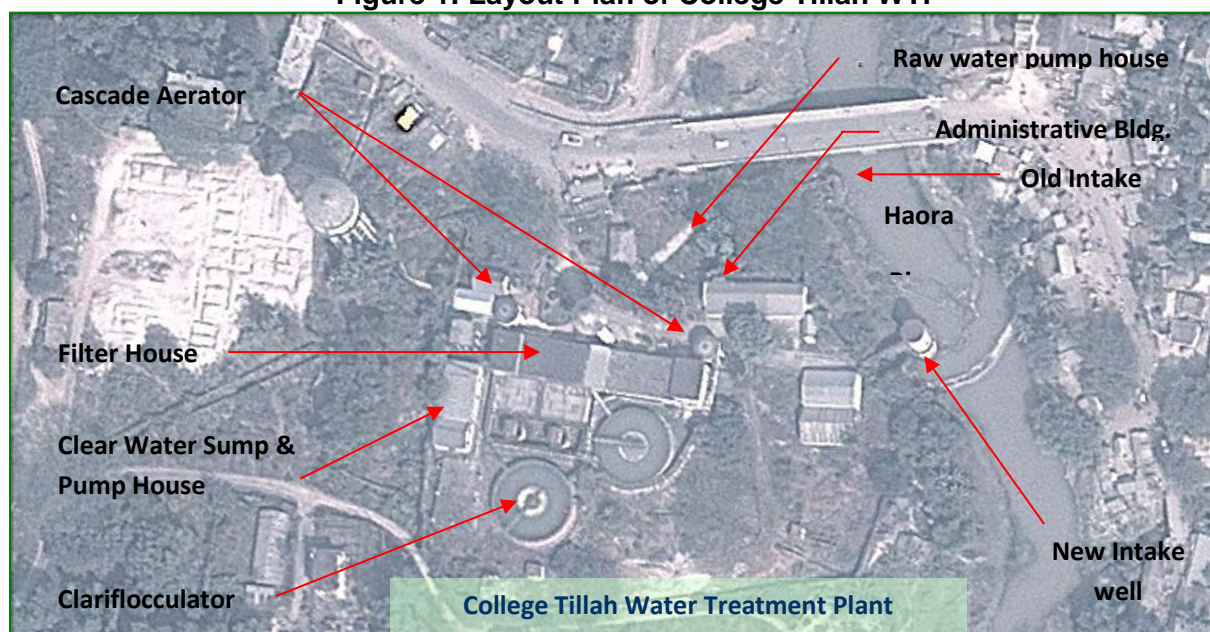 Figure 1: Layout Plan of College Tillah WTP
Raw water pump house
Cascade Aerator
Administrative Bldg.
Old Intake
Haora
Filter House
Clear Water Sump &
Pump House
New Intake
well
Clariflocculator
College Tillah Water Treatment Plant